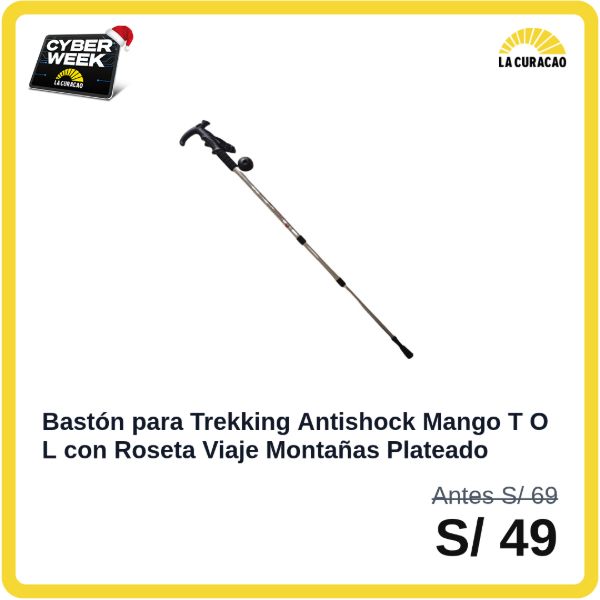 CYBER
WEEK
LA CURACAO
LA CURACAO
Bastón para Trekking Antishock Mango T O
L con Roseta Viaje Montañas Plateado
Antes S/ 69
S/ 49